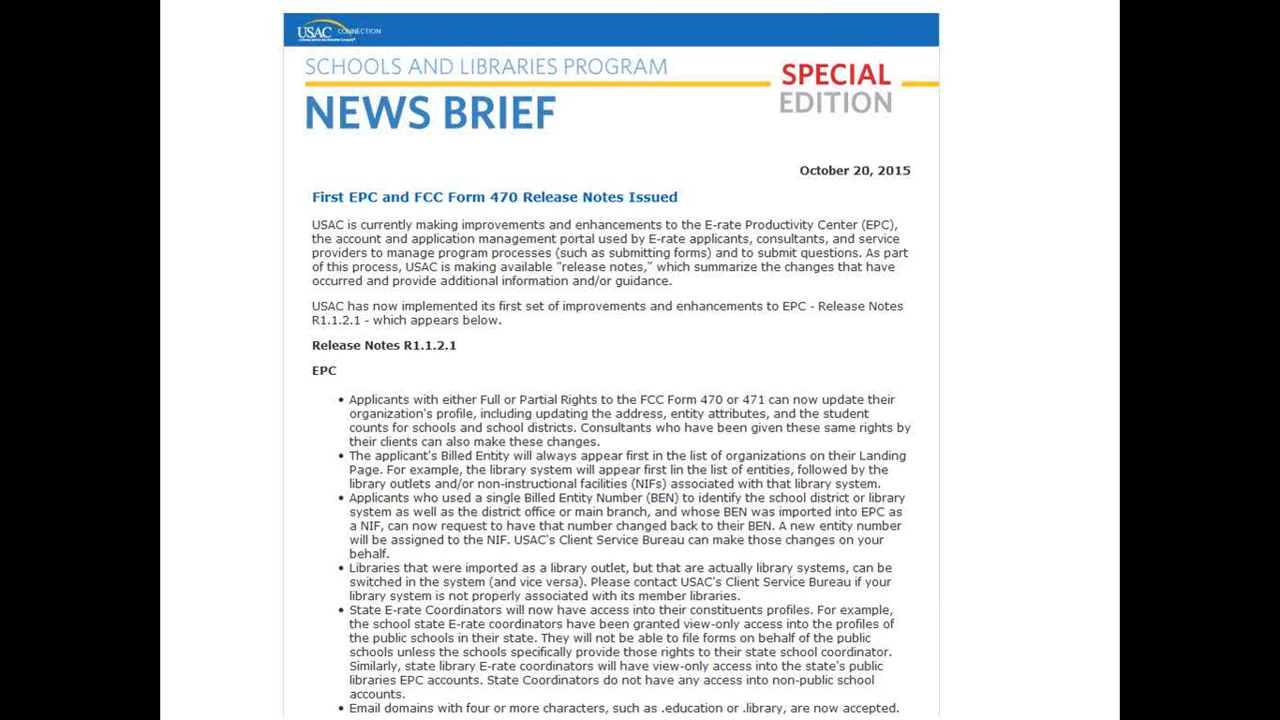 USAC CONNECTION
SCHOOLS AND LIBRARIES PROGRAM
SPECIAL
EDITION
NEWS BRIEF
October 20, 2015
First EPC and FCC Form 470 Release Notes Issued
USAC is currently making improvements and enhancements to the E-rate Productivity Center (EPC),
the account and application management portal used by E-rate applicants, consultants, and service
providers to manage program processes (such as submitting forms) and to submit questions. As part
of this process, USAC is making available "release notes," which summarize the changes that have
occurred and provide additional information and/or guidance.
USAC has now implemented its first set of improvements and enhancements to EPC - Release Notes
R1.1.2.1 - which appears below.
Release Notes R1.1.2.1
EPC
• Applicants with either Full or Partial Rights to the FCC Form 470 or 471 can now update their
organization's profile, including updating the address, entity attributes, and the student
counts for schools and school districts. Consultants who have been given these same rights by
their clients can also make these changes.
• The applicant's Billed Entity will always appear first in the list of organizations on their Landing
Page. For example, the library system will appear first lin the list of entities, followed by the
library outlets and/or non-instructional facilities (NIFs) associated with that library system.
• Applicants who used a single Billed Entity Number (BEN) to identify the school district or library
system as well as the district office or main branch, and whose BEN was imported into EPC as
a NIF, can now request to have that number changed back to their BEN. A new entity number
will be assigned to the NIF. USAC's Client Service Bureau can make those changes on your
behalf.
• Libraries that were imported as a library outlet, but that are actually library systems, can be
switched in the system (and vice versa). Please contact USAC's Client Service Bureau if your
library system is not properly associated with its member libraries.
• State E-rate Coordinators will now have access into their constituents profiles. For example,
the school state E-rate coordinators have been granted view-only access into the profiles of
the public schools in their state. They will not be able to file forms on behalf of the public
schools unless the schools specifically provide those rights to their state school coordinator.
Similarly, state library E-rate coordinators will have view-only access into the state's public
libraries EPC accounts. State Coordinators do not have any access into non-public school
accounts.
• Email domains with four or more characters, such as .education or .library, are now accepted.